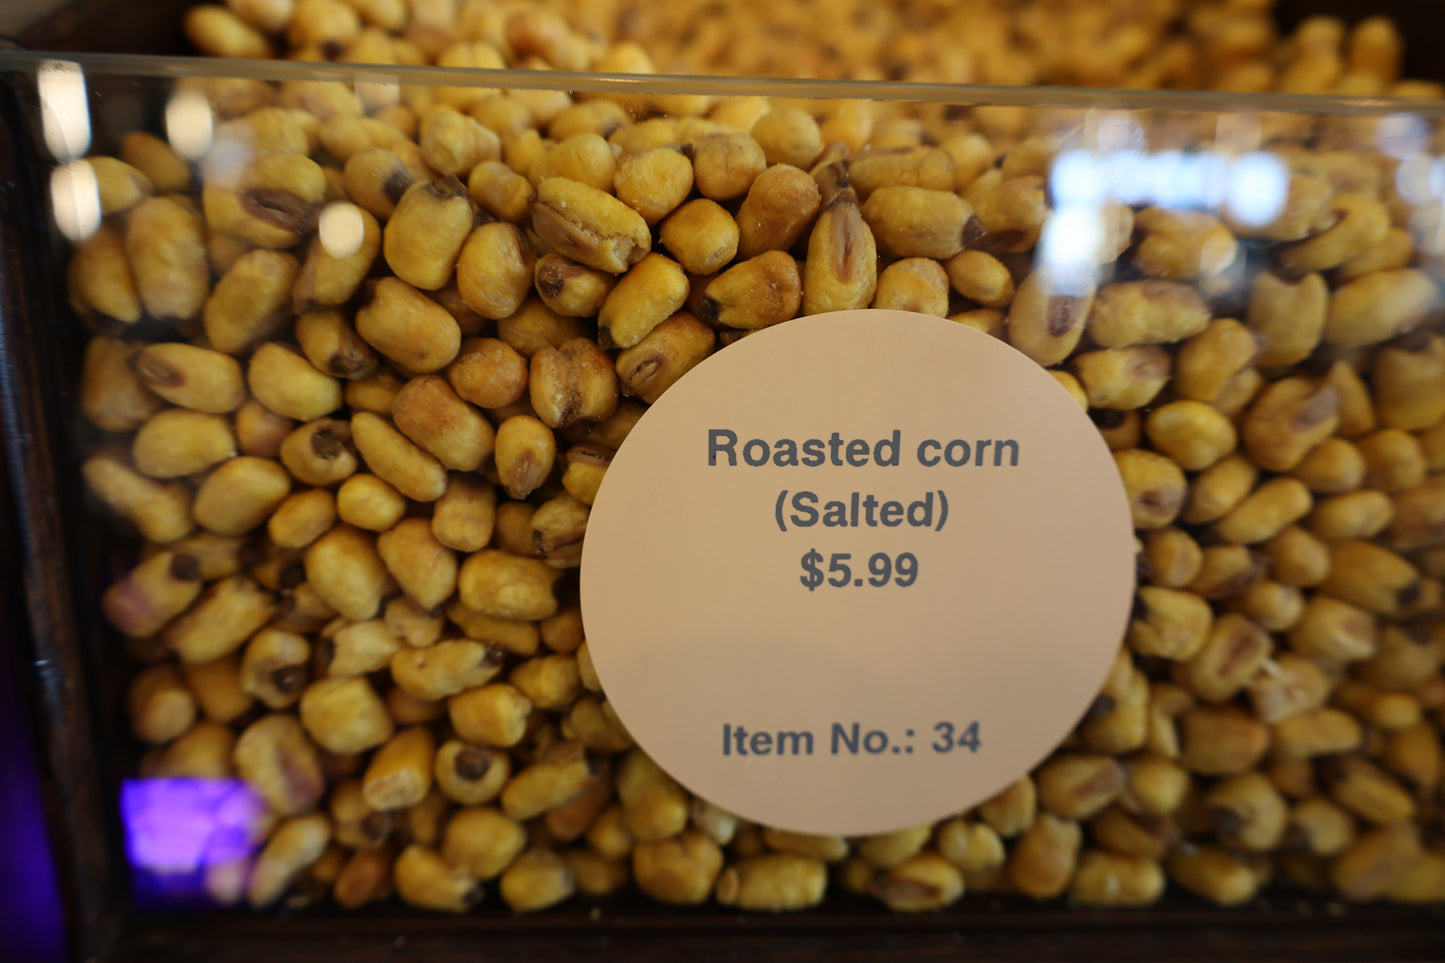 Roasted corn
(Salted)
$5.99
Item No.: 34